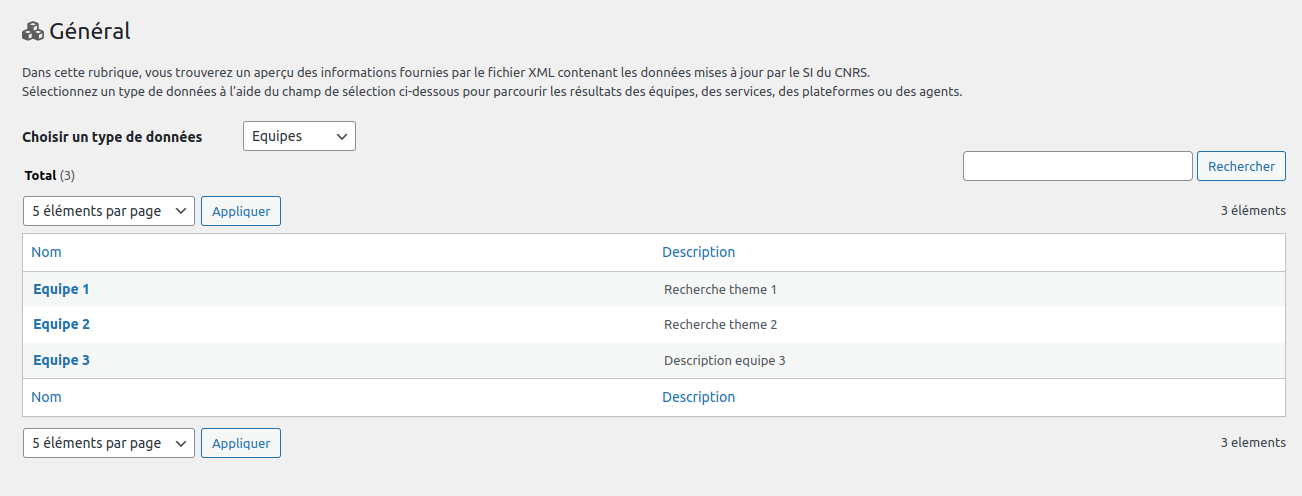 Général
Dans cette rubrique, vous trouverez un aperçu des informations fournies par le fichier XML contenant les données mises à jour par le SI du CNRS.
Sélectionnez un type de données à l'aide du champ de sélection ci-dessous pour parcourir les résultats des équipes, des services, des plateformes ou des agents.
Choisir un type de données Equipes
Rechercher
Total (3)
5 éléments par page Appliquer 3 éléments
Nom Description
Equipe 1 Recherche theme 1
Equipe 2 Recherche theme 2
Equipe 3 Description equipe 3
Nom Description
5 éléments par page Appliquer 3 elements